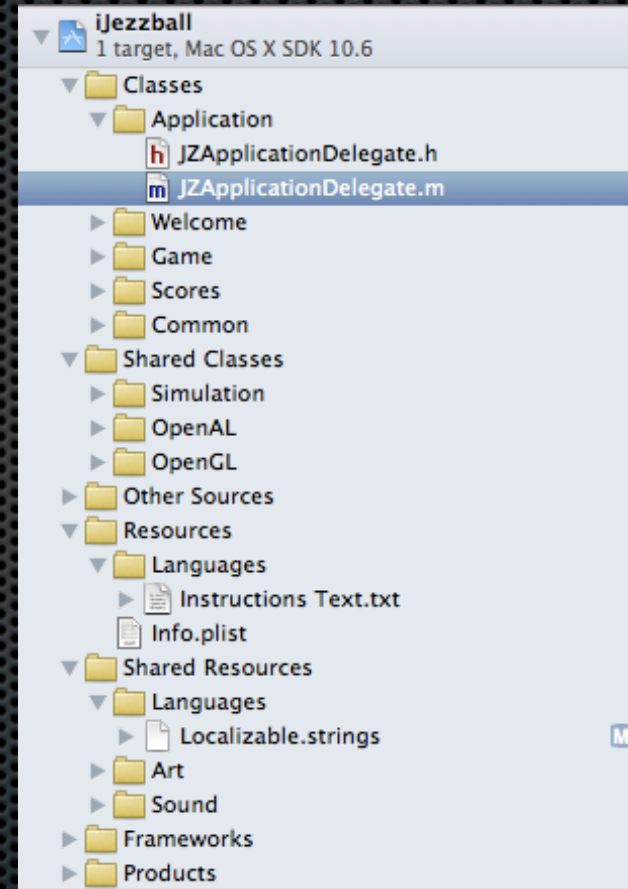 iJezzball
1 target, Mac OS X SDK 10.6
Classes
Application
h JZApplicationDelegate.h
m JZApplicationDelegate.m
Welcome
Game
Scores
Common
Shared Classes
Simulation
OpenAL
OpenGL
Other Sources
Resources
Languages
Instructions Text.txt
Info.plist
Shared Resources
Languages
Localizable.strings M
Art
Sound
Frameworks
Products